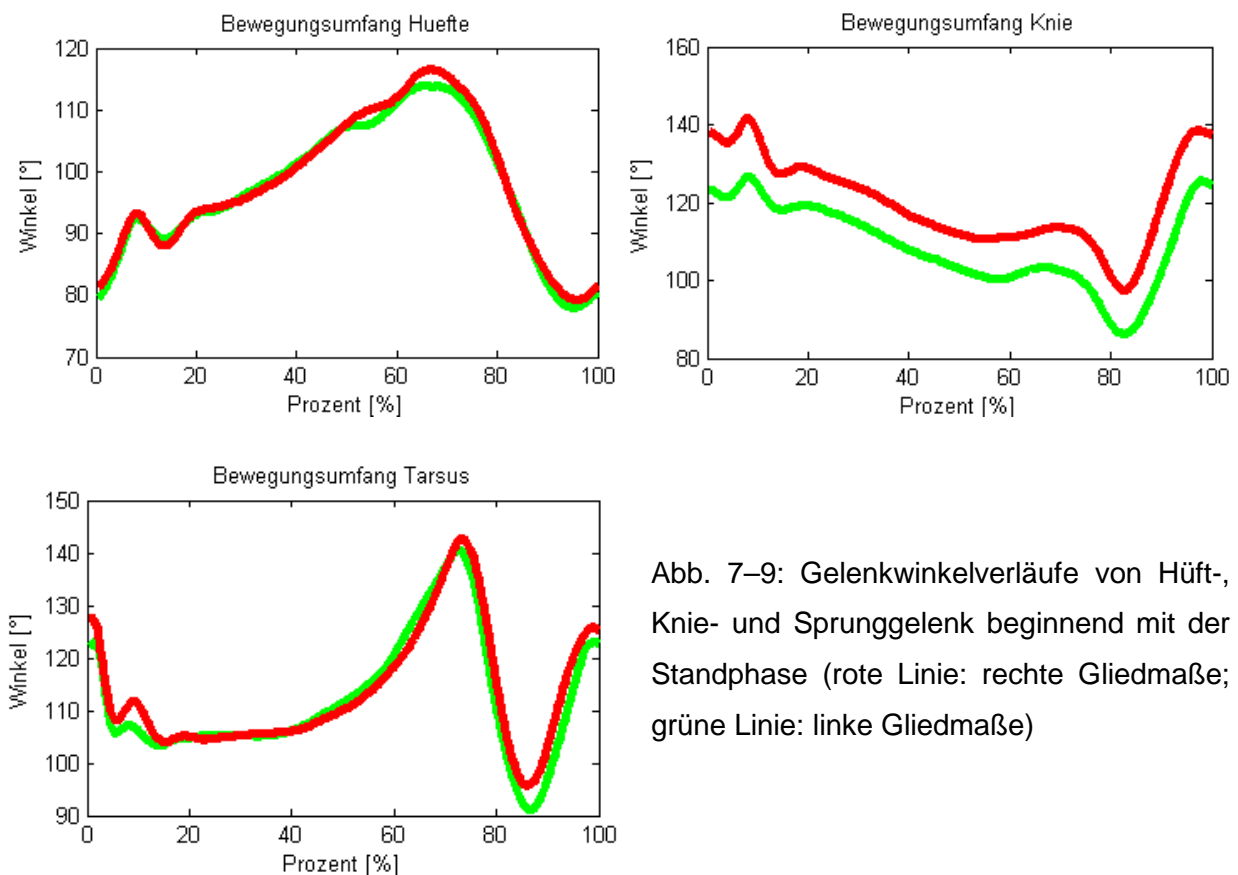 Bewegungsumfang Huefte
120
110
100
90
80
70
Winkel [°]
0 20 40 60 80 100
Prozent [%]
Bewegungsumfang Knie
160
140
120
100
80
Winkel [°]
0 20 40 60 80 100
Prozent [%]
Bewegungsumfang Tarsus
150
140
130
120
110
100
90
Winkel [°]
0 20 40 60 80 100
Prozent [%]
Abb. 7–9: Gelenkwinkelverläufe von Hüft-,
Knie- und Sprunggelenk beginnend mit der
Standphase (rote Linie: rechte Gliedmaße;
grüne Linie: linke Gliedmaße)